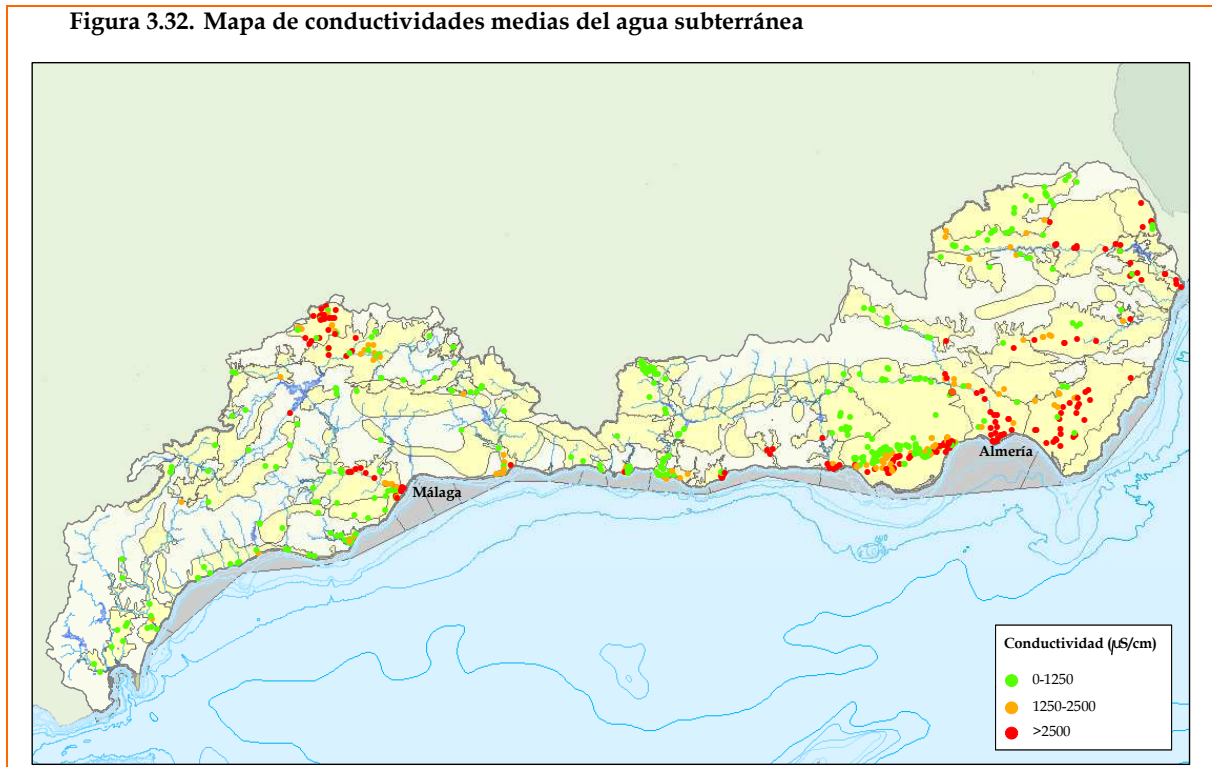 Figura 3.32. Mapa de conductividades medias del agua subterránea
Almería
Málaga
Conductividad (µS/cm)
0-1250
1250-2500
>2500